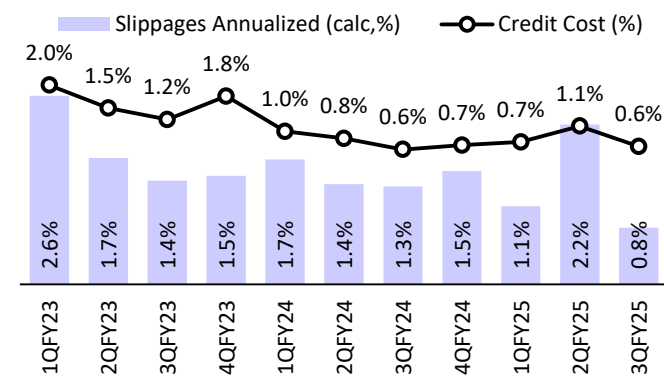 Slippages Annualized (calc,%) Credit Cost (%)
2.0% 1.5% 1.2% 1.8% 1.0% 0.8% 0.6% 0.7% 0.7% 1.1% 0.6%
2.6% 1.7% 1.4% 1.5% 1.7% 1.4% 1.3% 1.5% 1.1% 2.2% 0.8%
1QFY23 2QFY23 3QFY23 4QFY23 1QFY24 2QFY24 3QFY24 4QFY24 1QFY25 2QFY25 3QFY25